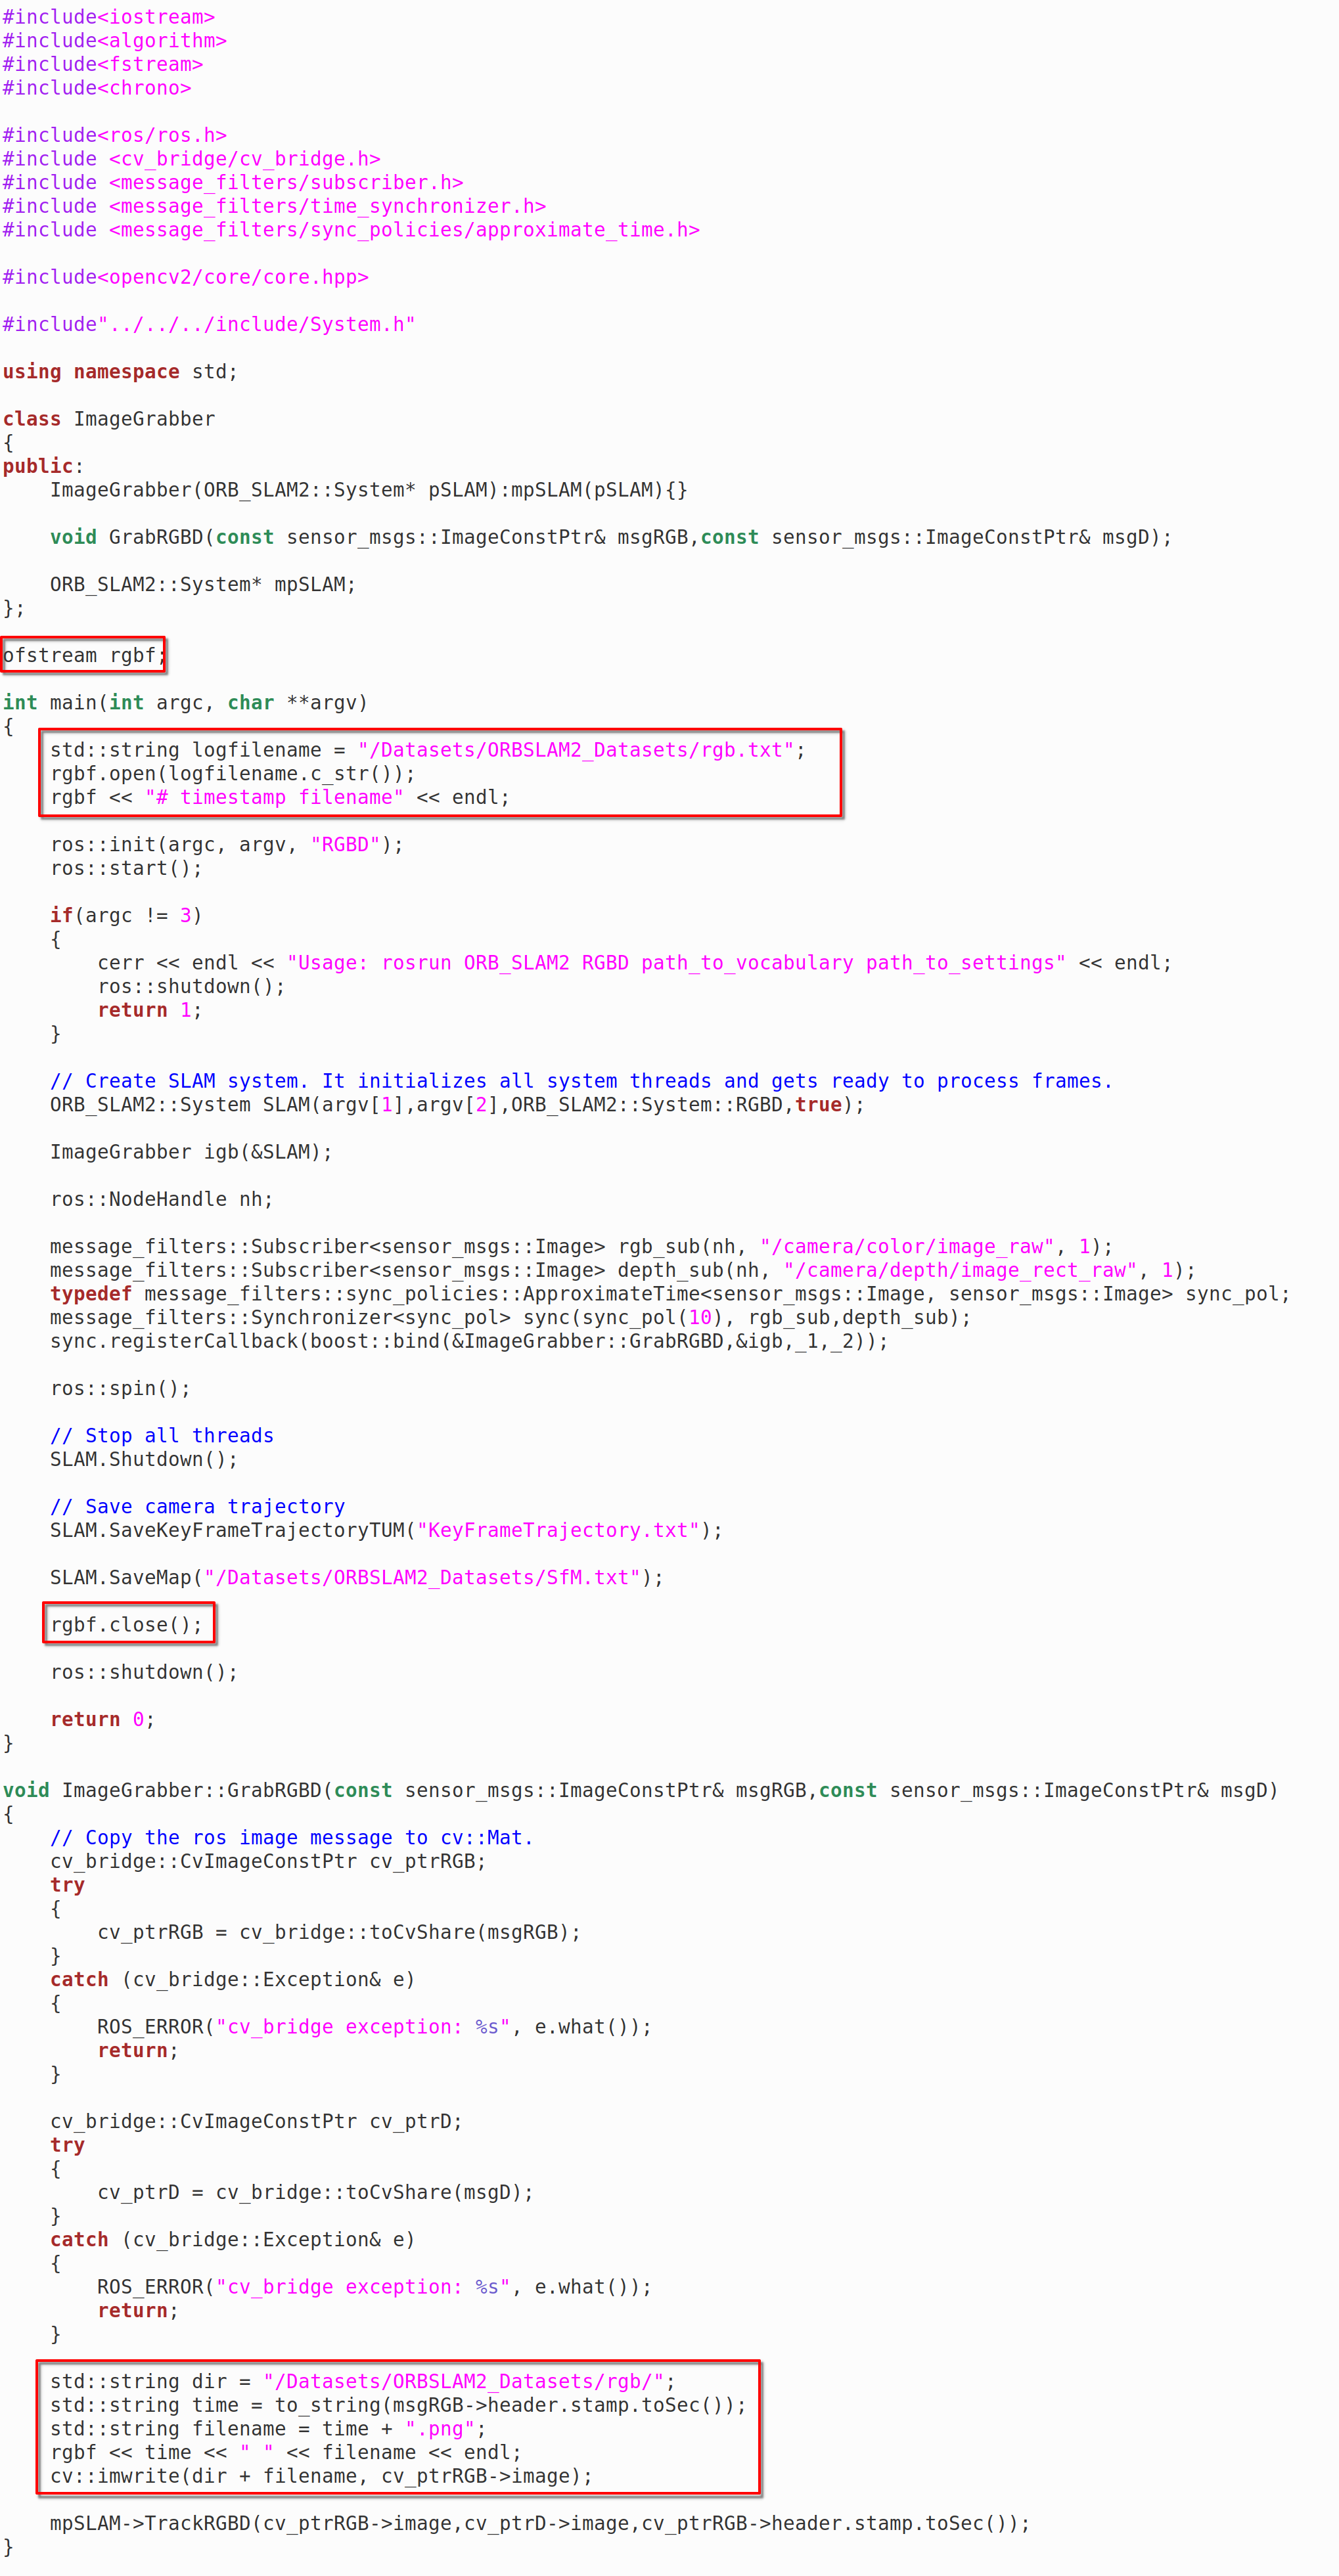 #include<iostream>
#include<algorithm>
#include<fstream>
#include<chrono>

#include<ros/ros.h>
#include <cv_bridge/cv_bridge.h>
#include <message_filters/subscriber.h>
#include <message_filters/time_synchronizer.h>
#include <message_filters/sync_policies/approximate_time.h>

#include<opencv2/core/core.hpp>

#include"../../../include/System.h"

using namespace std;

class ImageGrabber
{
public:
    ImageGrabber(ORB_SLAM2::System* pSLAM):mpSLAM(pSLAM){}

    void GrabRGBD(const sensor_msgs::ImageConstPtr& msgRGB,const sensor_msgs::ImageConstPtr& msgD);

    ORB_SLAM2::System* mpSLAM;
};

ofstream rgbf;

int main(int argc, char **argv)
{
    std::string logfilename = "/Datasets/ORBSLAM2_Datasets/rgb.txt";
    rgbf.open(logfilename.c_str());
    rgbf << "# timestamp filename" << endl;

    ros::init(argc, argv, "RGBD");
    ros::start();

    if(argc != 3)
    {
        cerr << endl << "Usage: rosrun ORB_SLAM2 RGBD path_to_vocabulary path_to_settings" << endl;
        ros::shutdown();
        return 1;
    }

    // Create SLAM system. It initializes all system threads and gets ready to process frames.
    ORB_SLAM2::System SLAM(argv[1],argv[2],ORB_SLAM2::System::RGBD,true);

    ImageGrabber igb(&SLAM);

    ros::NodeHandle nh;

    message_filters::Subscriber<sensor_msgs::Image> rgb_sub(nh, "/camera/color/image_raw", 1);
    message_filters::Subscriber<sensor_msgs::Image> depth_sub(nh, "/camera/depth/image_rect_raw", 1);
    typedef message_filters::sync_policies::ApproximateTime<sensor_msgs::Image, sensor_msgs::Image> sync_pol;
    message_filters::Synchronizer<sync_pol> sync(sync_pol(10), rgb_sub,depth_sub);
    sync.registerCallback(boost::bind(&ImageGrabber::GrabRGBD,&igb,_1,_2));

    ros::spin();

    // Stop all threads
    SLAM.Shutdown();

    // Save camera trajectory
    SLAM.SaveKeyFrameTrajectoryTUM("KeyFrameTrajectory.txt");

    SLAM.SaveMap("/Datasets/ORBSLAM2_Datasets/SfM.txt");

    rgbf.close();

    ros::shutdown();

    return 0;
}

void ImageGrabber::GrabRGBD(const sensor_msgs::ImageConstPtr& msgRGB,const sensor_msgs::ImageConstPtr& msgD)
{
    // Copy the ros image message to cv::Mat.
    cv_bridge::CvImageConstPtr cv_ptrRGB;
    try
    {
        cv_ptrRGB = cv_bridge::toCvShare(msgRGB);
    }
    catch (cv_bridge::Exception& e)
    {
        ROS_ERROR("cv_bridge exception: %s", e.what());
        return;
    }

    cv_bridge::CvImageConstPtr cv_ptrD;
    try
    {
        cv_ptrD = cv_bridge::toCvShare(msgD);
    }
    catch (cv_bridge::Exception& e)
    {
        ROS_ERROR("cv_bridge exception: %s", e.what());
        return;
    }

    std::string dir = "/Datasets/ORBSLAM2_Datasets/rgb/";
    std::string time = to_string(msgRGB->header.stamp.toSec());
    std::string filename = time + ".png";
    rgbf << time << " " << filename << endl;
    cv::imwrite(dir + filename, cv_ptrRGB->image);

    mpSLAM->TrackRGBD(cv_ptrRGB->image,cv_ptrD->image,cv_ptrRGB->header.stamp.toSec());
}